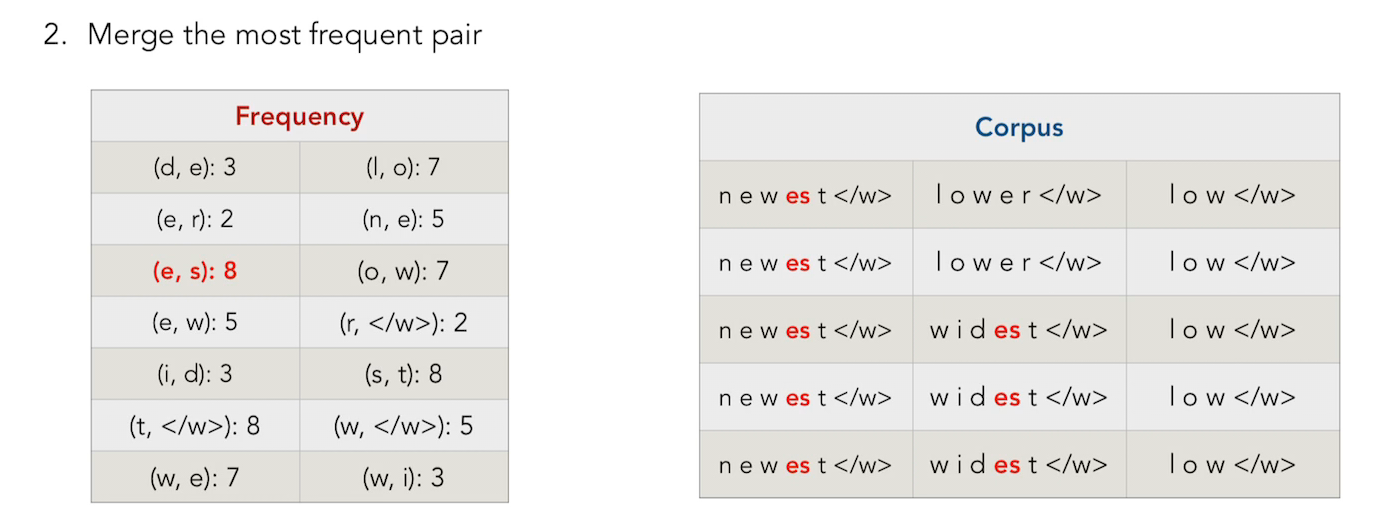 2. Merge the most frequent pair
Frequency
(d, e): 3 (l, o): 7
(e, r): 2 (n, e): 5
(e, s): 8 (o, w): 7
(e, w): 5 (r, </w>): 2
(i, d): 3 (s, t): 8
(t, </w>): 8 (w, </w>): 5
(w, e): 7 (w, i): 3
Corpus
n e w es t </w> l o w e r </w> l o w </w>
n e w es t </w> l o w e r </w> l o w </w>
n e w es t </w> w i d es t </w> l o w </w>
n e w es t </w> w i d es t </w> l o w </w>
n e w es t </w> w i d es t </w> l o w </w>